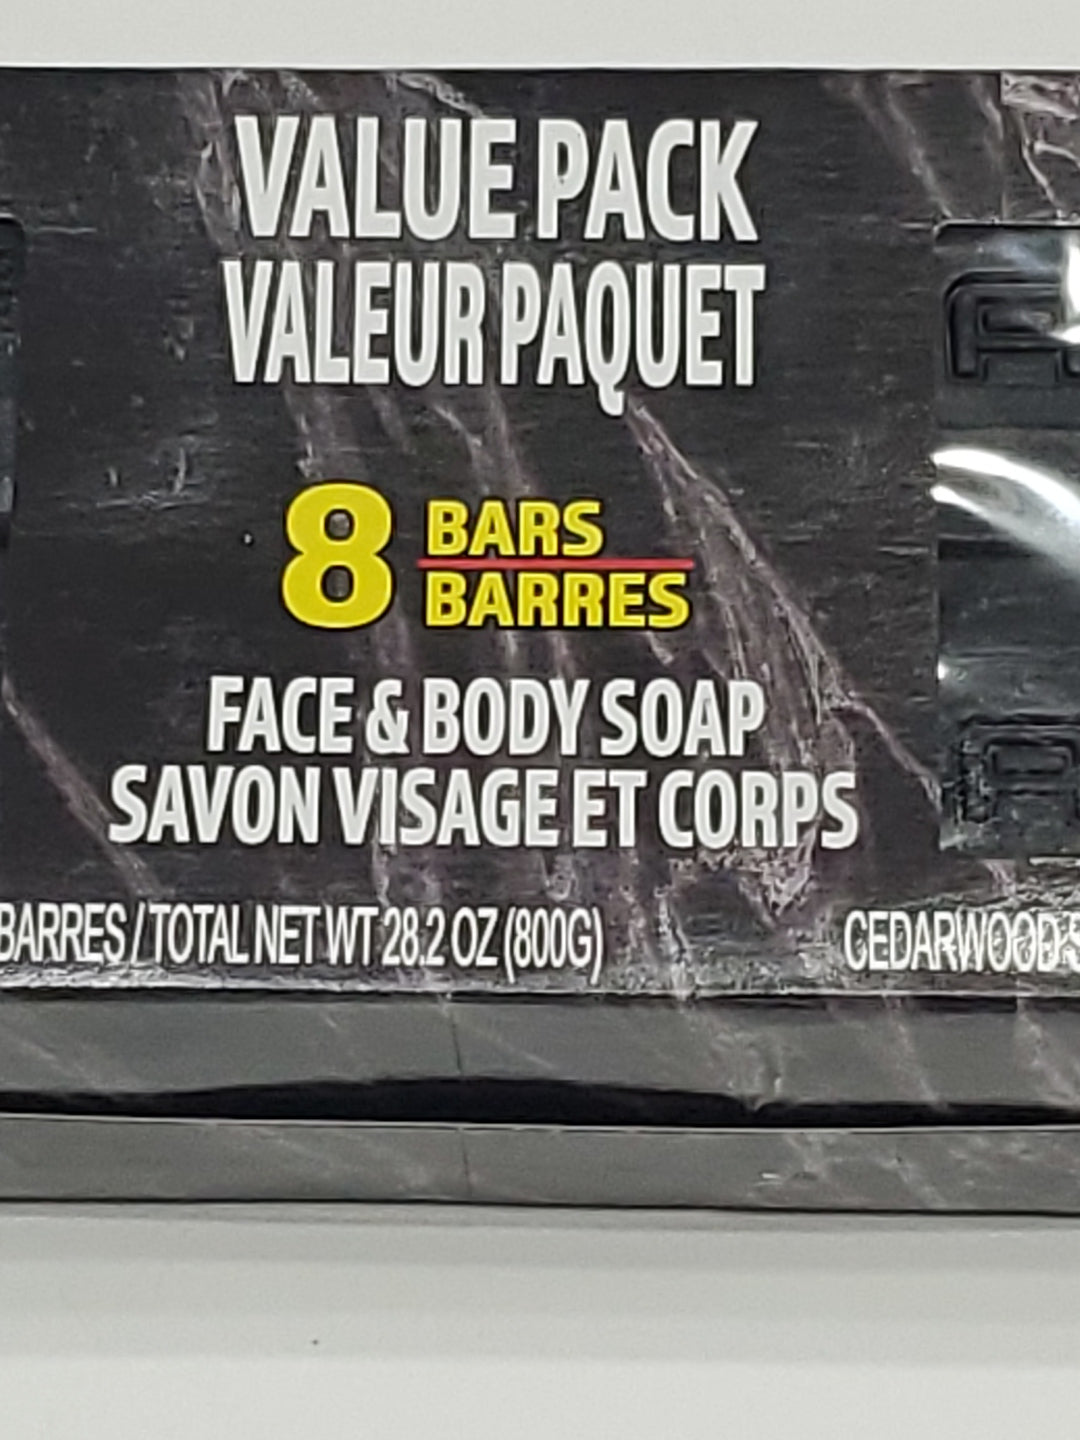 VALUE PACK
VALEUR PAQUET
8 BARS
BARRES
FACE & BODY SOAP
SAVON VISAGE ET CORPS
BARRES / TOTAL NET WT 28.2 OZ (800G)
CEDARWOOD